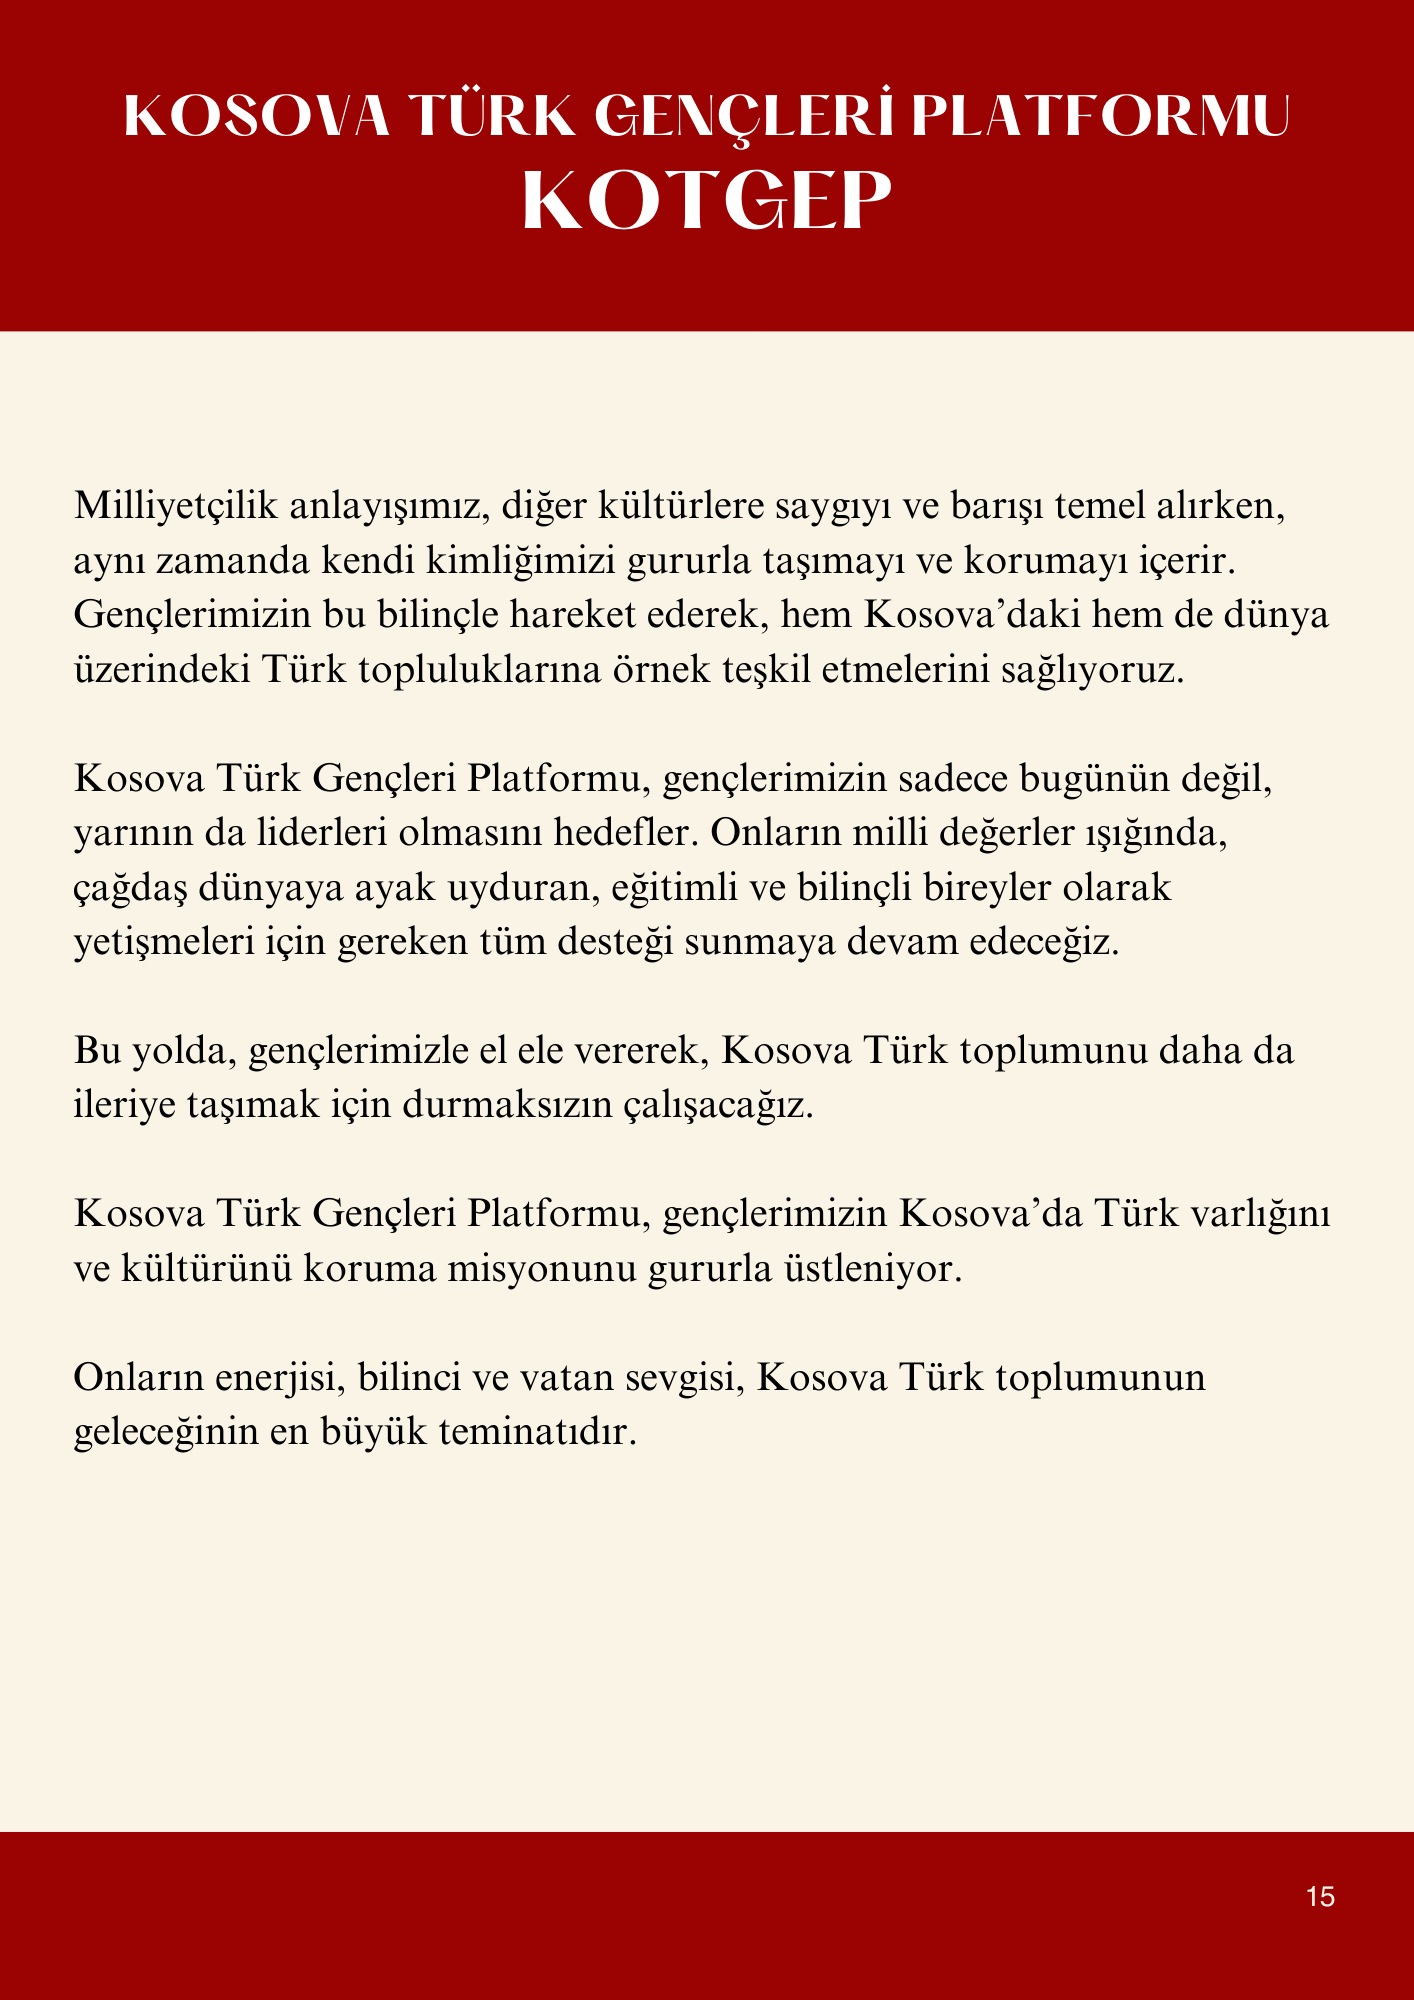 KOSOVA TÜRK GENÇLERİ PLATFORMU
KOTGEP
Milliyetçilik anlayışımız, diğer kültürlere saygıyı ve barışı temel alırken,
aynı zamanda kendi kimliğimizi gururla taşımayı ve korumayı içerir.
Gençlerimizin bu bilinçle hareket ederek, hem Kosova’daki hem de dünya
üzerindeki Türk topluluklarına örnek teşkil etmelerini sağlıyoruz.
Kosova Türk Gençleri Platformu, gençlerimizin sadece bugünün değil,
yarının da liderleri olmasını hedefler. Onların milli değerler ışığında,
çağdaş dünyaya ayak uyduran, eğitimli ve bilinçli bireyler olarak
yetişmeleri için gereken tüm desteği sunmaya devam edeceğiz.
Bu yolda, gençlerimizle el ele vererek, Kosova Türk toplumunu daha da
ileriye taşımak için durmaksızın çalışacağız.
Kosova Türk Gençleri Platformu, gençlerimizin Kosova’da Türk varlığını
ve kültürünü koruma misyonunu gururla üstleniyor.
Onların enerjisi, bilinci ve vatan sevgisi, Kosova Türk toplumunun
geleceğinin en büyük teminatıdır.
15